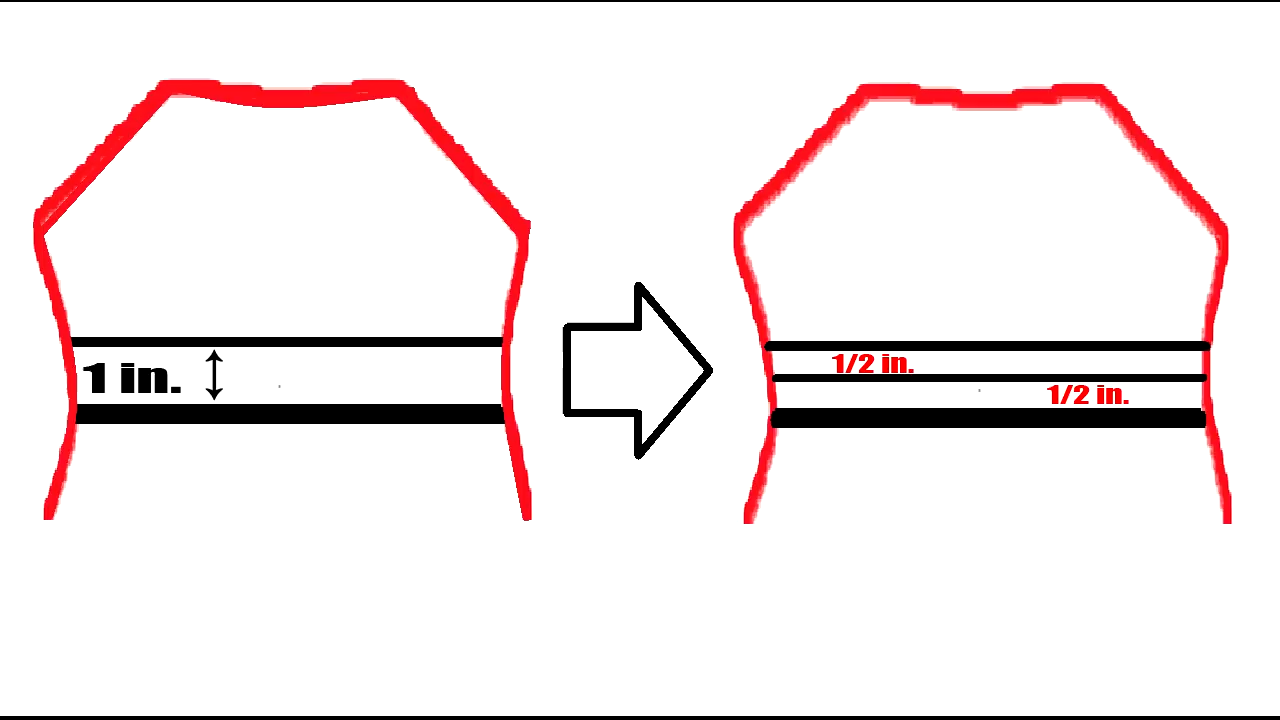 1 in.
1/2 in.
1/2 in.